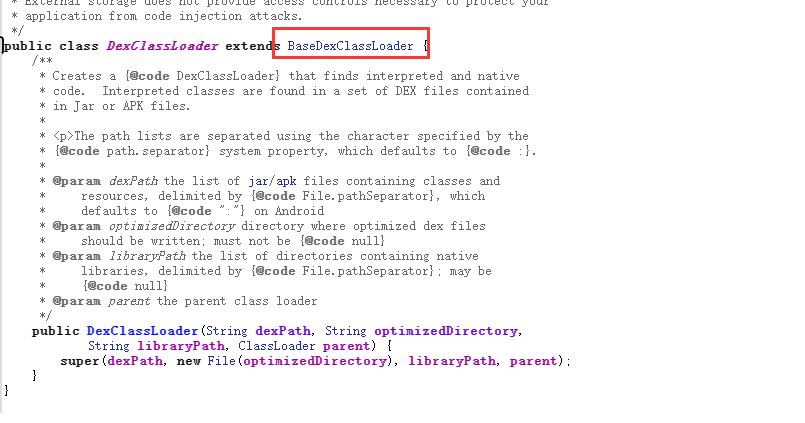 * External storage does not provide access controls necessary to protect your
* application from code injection attacks.
*/
public class DexClassLoader extends BaseDexClassLoader {
/**
* Creates a {@code DexClassLoader} that finds interpreted and native
* code.  Interpreted classes are found in a set of DEX files contained
* in Jar or APK files.
*
* <p>The path lists are separated using the character specified by the
* {@code path.separator} system property, which defaults to {@code :}.
*
* @param dexPath the list of jar/apk files containing classes and
*     resources, delimited by {@code File.pathSeparator}, which
*     defaults to {@code ":"} on Android
* @param optimizedDirectory directory where optimized dex files
*     should be written; must not be {@code null}
* @param libraryPath the list of directories containing native
*     libraries, delimited by {@code File.pathSeparator}; may be
*     {@code null}
* @param parent the parent class loader
*/
public DexClassLoader(String dexPath, String optimizedDirectory,
String libraryPath, ClassLoader parent) {
super(dexPath, new File(optimizedDirectory), libraryPath, parent);
}
}